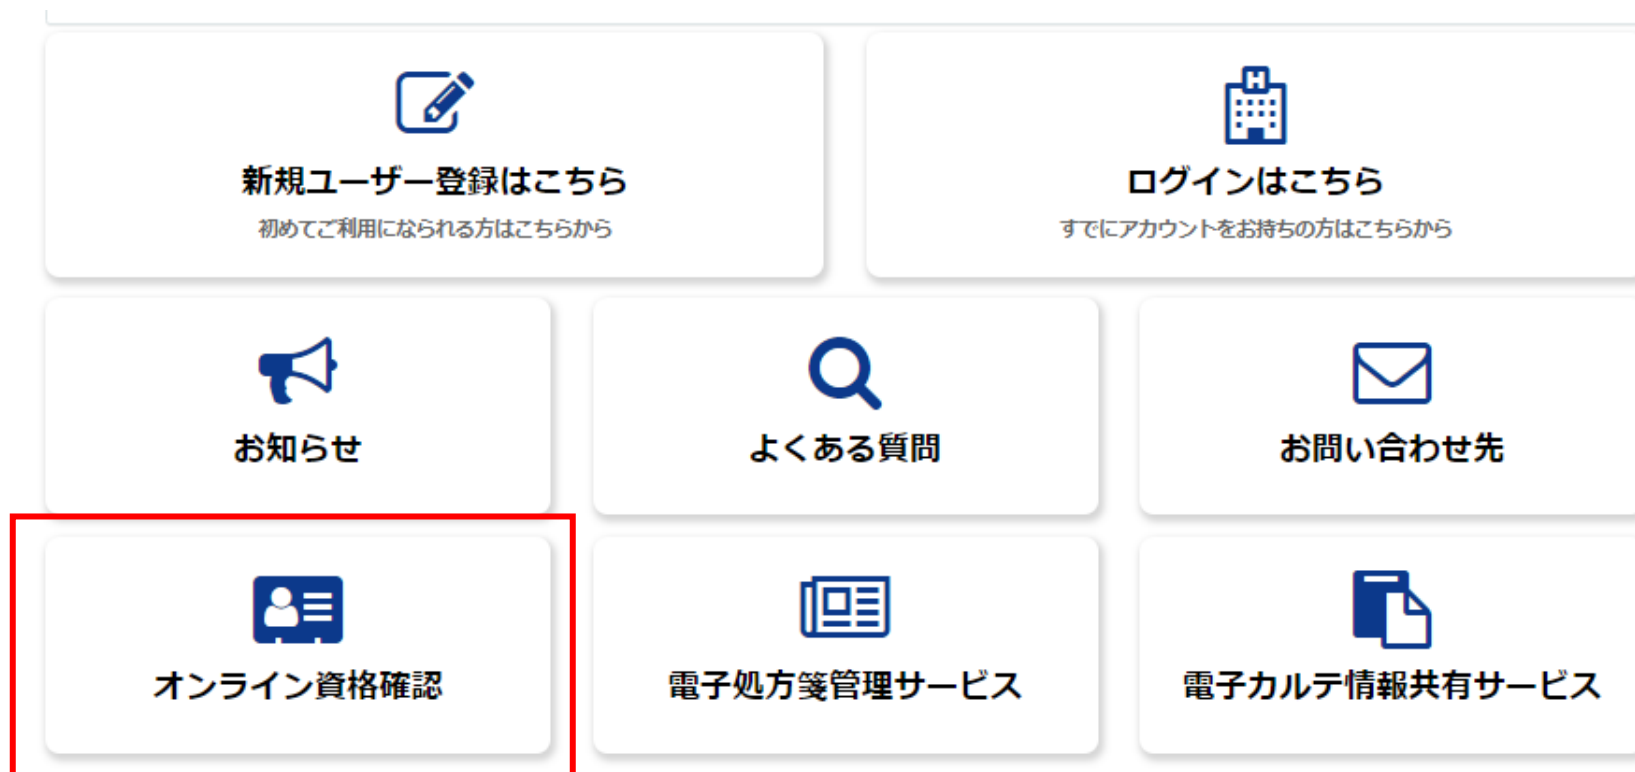 新規ユーザー登録はこちら
初めてご利用になられる方はこちらから
ログインはこちら
すでにアカウントをお持ちの方はこちらから
お知らせ
よくある質問
お問い合わせ先
オンライン資格確認
電子処方箋管理サービス
電子カルテ情報共有サービス